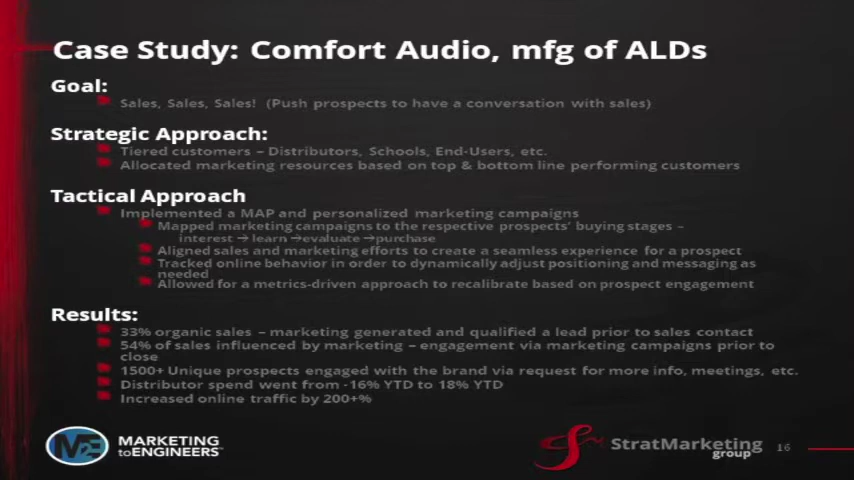 Case Study: Comfort Audio, mfg of ALDs
Goal:
Sales, Sales, Sales! (Push prospects to have a conversation with sales)
Strategic Approach:
Tiered customers – Distributors, Schools, End-Users, etc.
Allocated marketing resources based on top & bottom line performing customers
Tactical Approach
Implemented a MAP and personalized marketing campaigns
Mapped marketing campaigns to the respective prospects' buying stages –
interest → learn →evaluate →purchase
Aligned sales and marketing efforts to create a seamless experience for a prospect
Tracked online behavior in order to dynamically adjust positioning and messaging as
needed
Allowed for a metrics-driven approach to recalibrate based on prospect engagement
Results:
33% organic sales – marketing generated and qualified a lead prior to sales contact
54% of sales influenced by marketing – engagement via marketing campaigns prior to
close
1500+ Unique prospects engaged with the brand via request for more info, meetings, etc.
Distributor spend went from -16% YTD to 18% YTD
Increased online traffic by 200+%
M2E MARKETING
toENGINEERS
StratMarketing
group
16